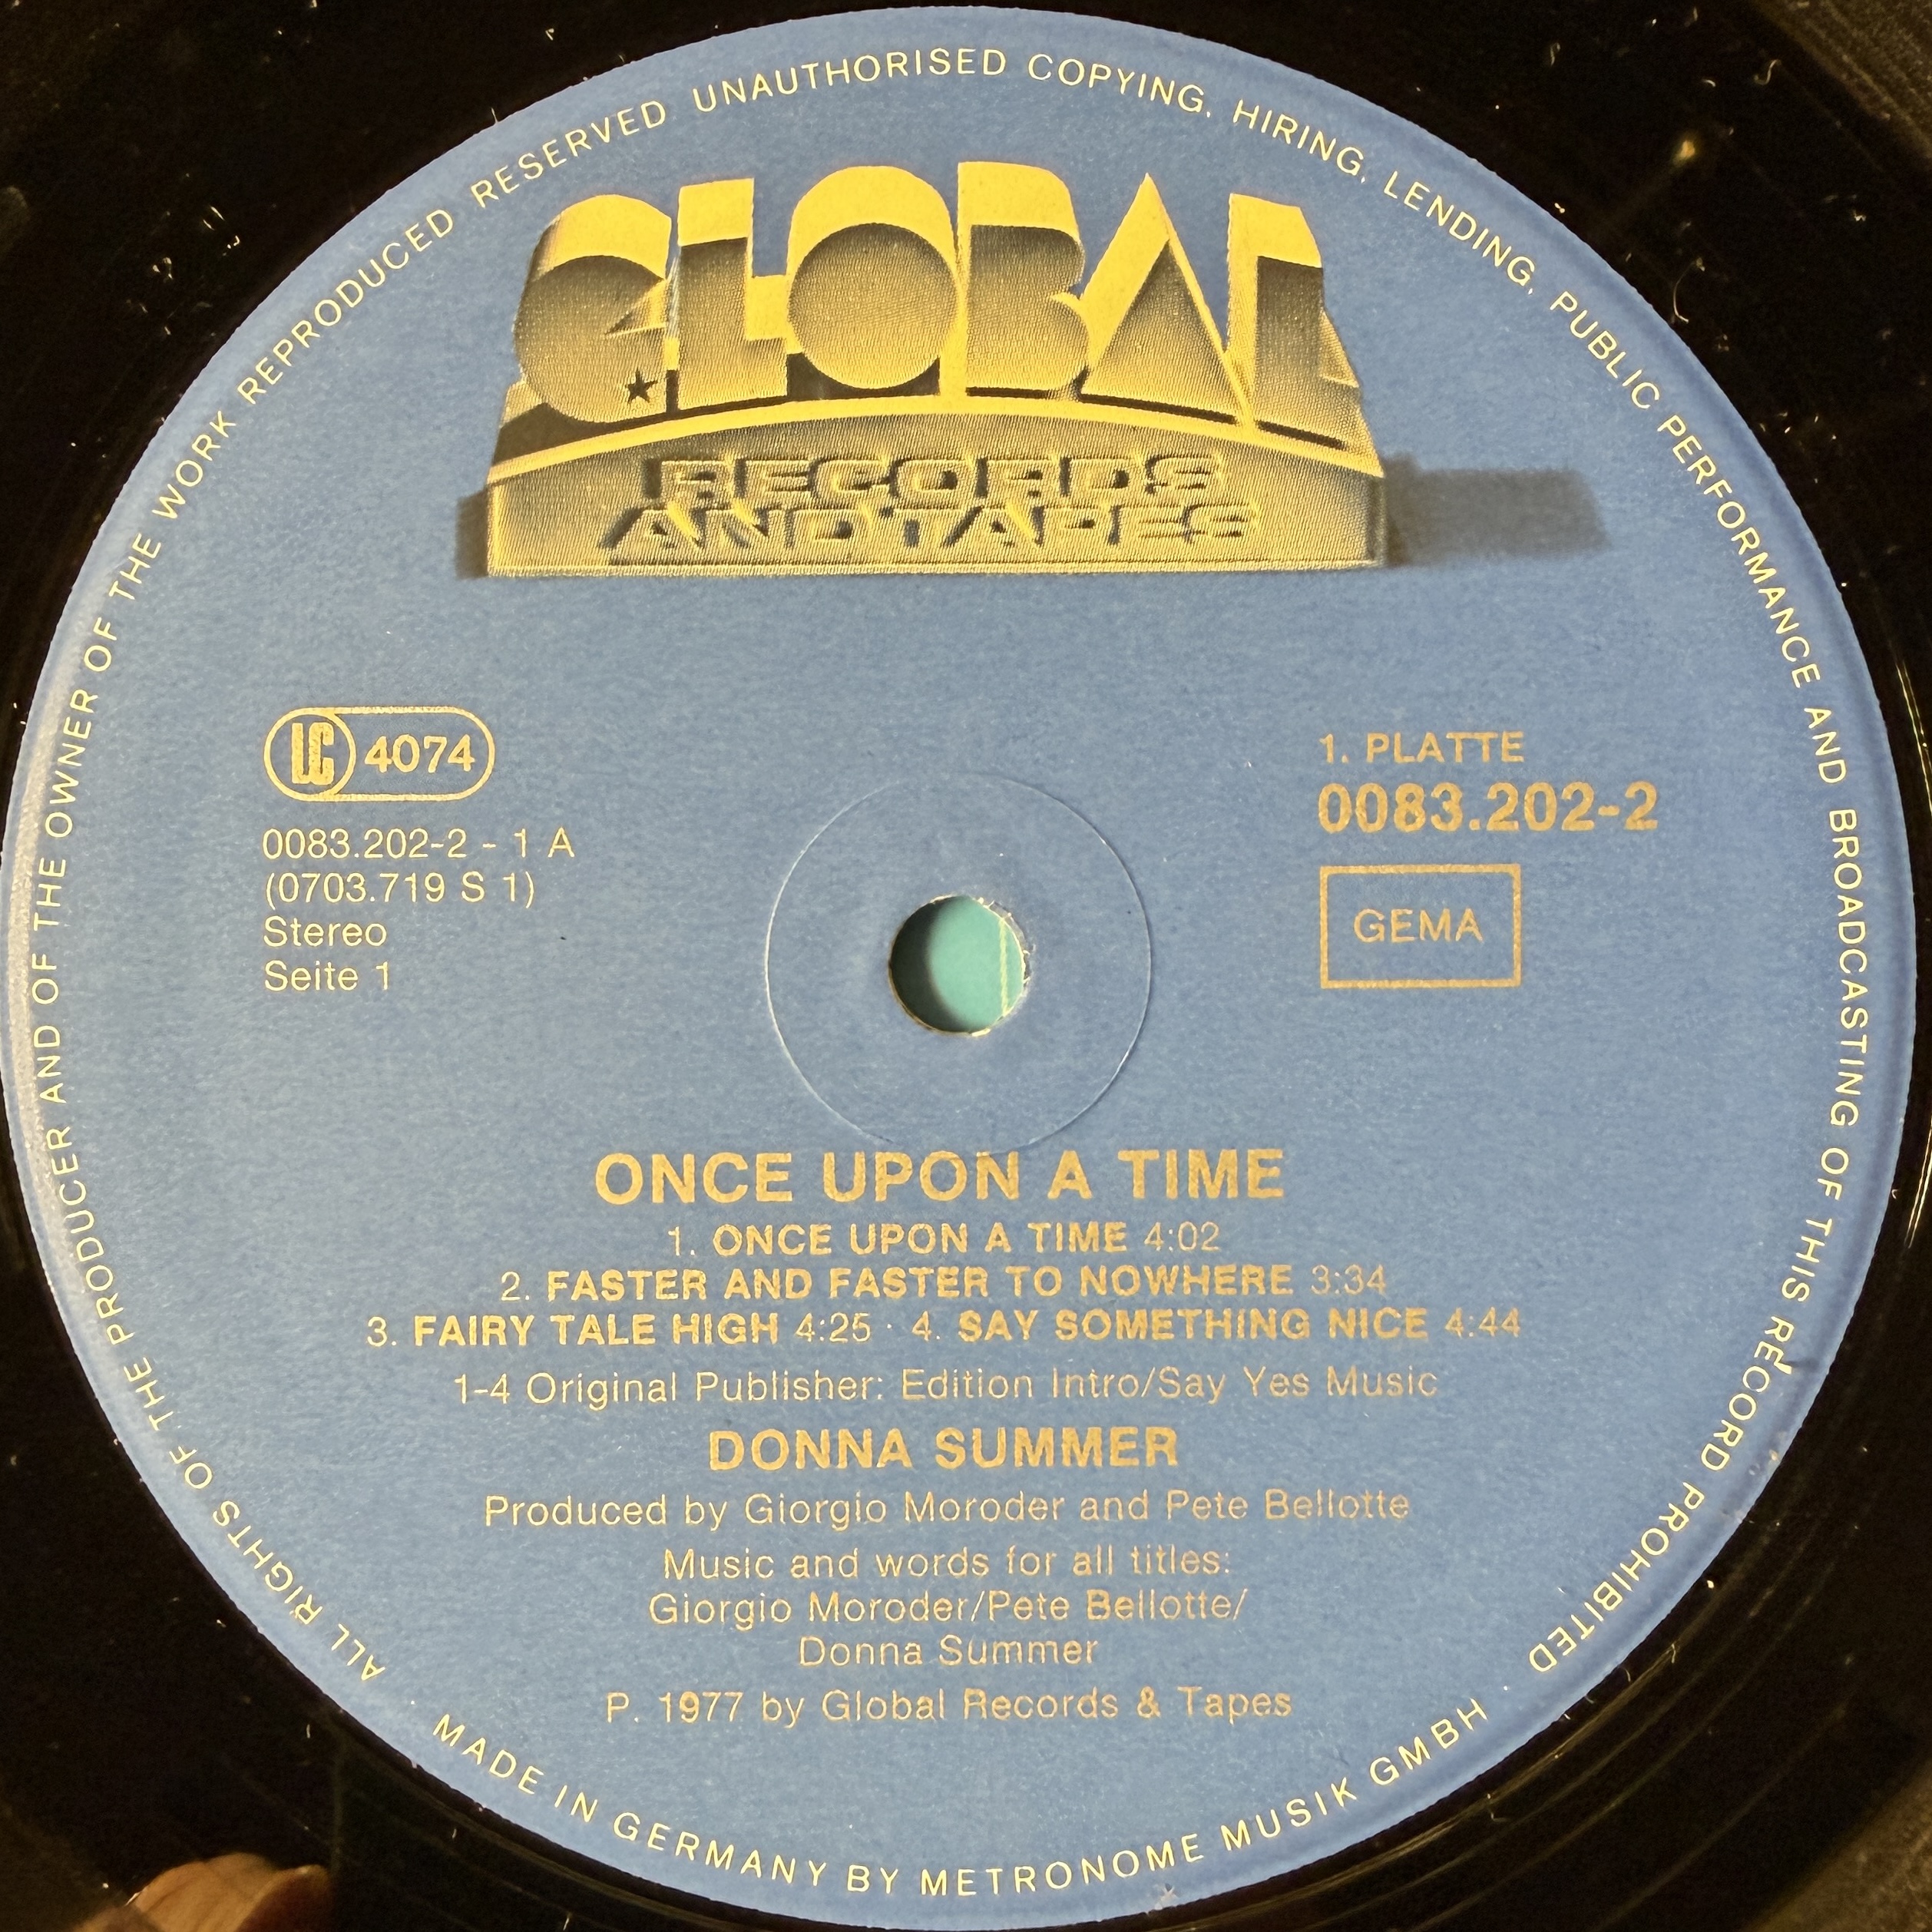 ALL RIGHTS OF THE PRODUCER AND OF THE OWNER OF THE WORK REPRODUCED RESERVED UNAUTHORISED COPYING, HIRING, LENDING, PUBLIC PERFORMANCE AND BROADCASTING OF THIS RECORD PROHIBITED
GLOBAL
RECORDS
AND TAPES
LC 4074
0083.202-2 - 1 A
(0703.719 S 1)
Stereo
Seite 1
1. PLATTE
0083.202-2
GEMA
ONCE UPON A TIME
1. ONCE UPON A TIME 4:02
2. FASTER AND FASTER TO NOWHERE 3:34
3. FAIRY TALE HIGH 4:25 · 4. SAY SOMETHING NICE 4:44
1-4 Original Publisher: Edition Intro/Say Yes Music
DONNA SUMMER
Produced by Giorgio Moroder and Pete Bellotte
Music and words for all titles:
Giorgio Moroder/Pete Bellotte/
Donna Summer
P. 1977 by Global Records & Tapes
MADE IN GERMANY BY METRONOME MUSIK GMBH ·